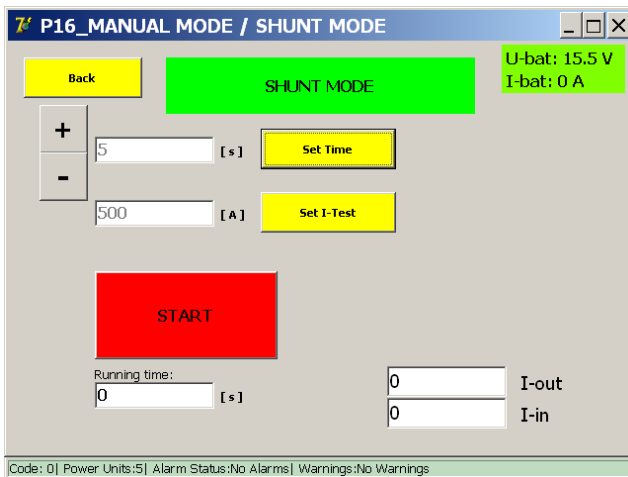 P16_MANUAL MODE / SHUNT MODE
Back
SHUNT MODE
U-bat: 15.5 V
I-bat: 0 A
+
5 [s] Set Time
-
500 [A] Set I-Test
START
Running time:
0 [s]
0 I-out
0 I-in
Code: 0| Power Units:5| Alarm Status:No Alarms| Warnings:No Warnings